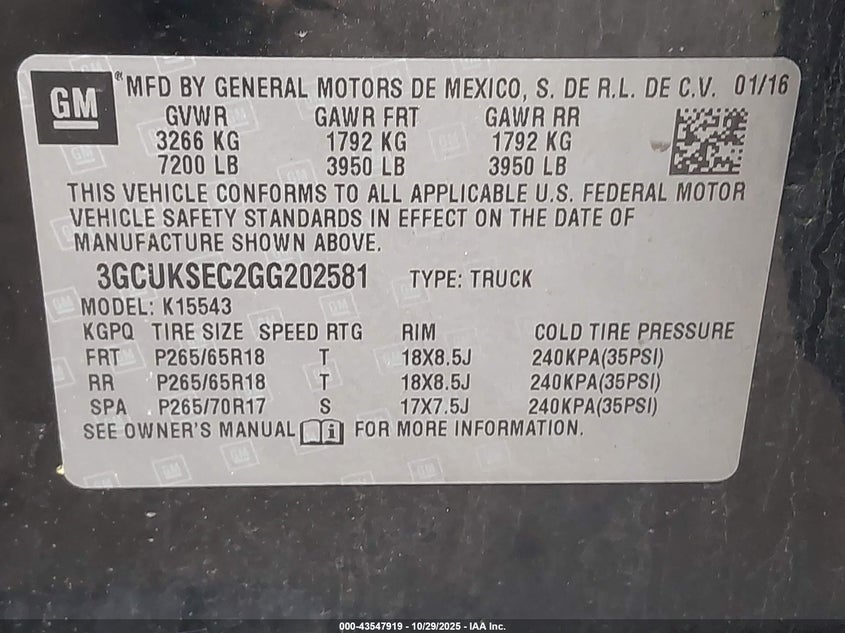 GM ® MFD BY GENERAL MOTORS DE MEXICO, S. DE R.L. DE C.V. 01/16
GVWR GAWR FRT GAWR RR
3266 KG 1792 KG 1792 KG
7200 LB 3950 LB 3950 LB
THIS VEHICLE CONFORMS TO ALL APPLICABLE U.S. FEDERAL MOTOR
VEHICLE SAFETY STANDARDS IN EFFECT ON THE DATE OF
MANUFACTURE SHOWN ABOVE.
3GCUKSEC2GG202581 TYPE: TRUCK
MODEL: K15543
KGPQ TIRE SIZE SPEED RTG RIM COLD TIRE PRESSURE
FRT P265/65R18 T 18X8.5J 240KPA(35PSI)
RR P265/65R18 T 18X8.5J 240KPA(35PSI)
SPA P265/70R17 S 17X7.5J 240KPA(35PSI)
SEE OWNER'S MANUAL i FOR MORE INFORMATION.
000-43547919 - 10/29/2025 - IAA Inc.